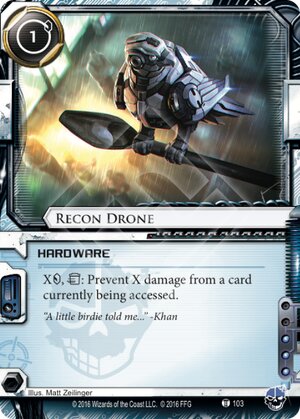 1
RECON DRONE
HARDWARE
X, : Prevent X damage from a card
currently being accessed.
"A little birdie told me..." -Khan
Illus. Matt Zeilinger
© 2016 Wizards of the Coast LLC. © 2016 FFG
103